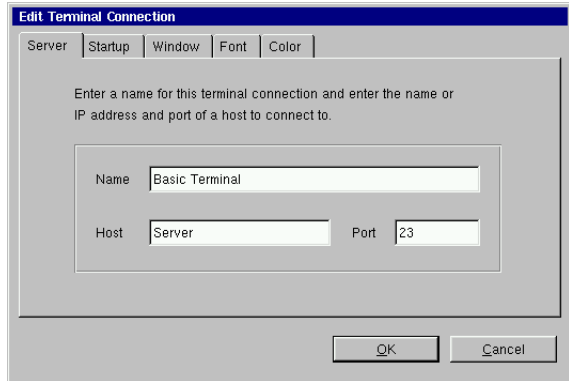 Edit Terminal Connection
Server Startup Window Font Color
Enter a name for this terminal connection and enter the name or
IP address and port of a host to connect to.
Name Basic Terminal
Host Server Port 23
OK Cancel